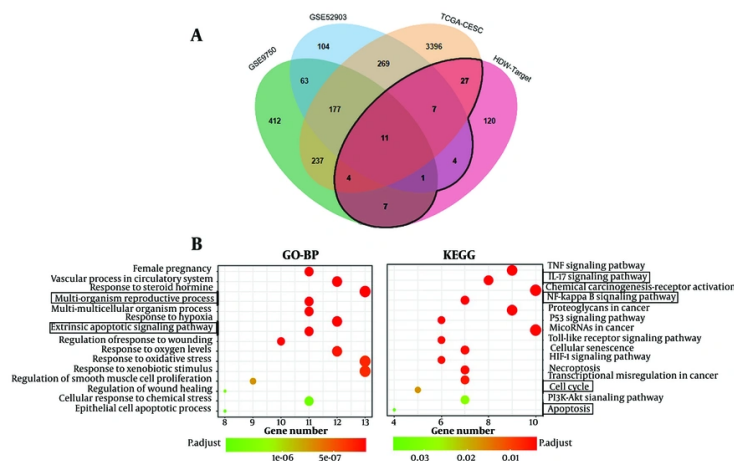 A
GSE9750
GSE52903
TCGA-CESC
HDW-Target
104
3396
269
63
27
412
177
7
120
11
237
4
4
1
7
B
GO-BP
Female pregnancy
Vascular process in circulatory system
Response to steroid hormine
Multi-organism reproductive process
Multi-multicellular organism process
Response to hypoxia
Extrinsic apoptotic signaling pathway
Regulation ofresponse to wounding
Response to oxygen levels
Response to oxidative stress
Response to xenobiotic stimulus
Regulation of smooth muscle cell proliferation
Regulation of wound healing
Cellular response to chemical stress
Epithelial cell apoptotic process
8 9 10 11 12 13
Gene number
P.adjust
1e-06 5e-07
KEGG
TNF signaling patbway
IL-17 signaling pathway
Chemical carcinogenesis-receptor activation
NF-kappa B signaling pathway
Proteoglycans in cancer
P53 signaling pathway
MicoRNAs in cancer
Toll-like receptor signaling pathway
Cellular senescence
HIF-1 signaling pathway
Necroptosis
Transcriptional misregulation in cancer
Cell cycle
PI3K-Akt sianaling pathway
Apoptosis
4 6 8 10
Gene number
P.adjust
0.03 0.02 0.01